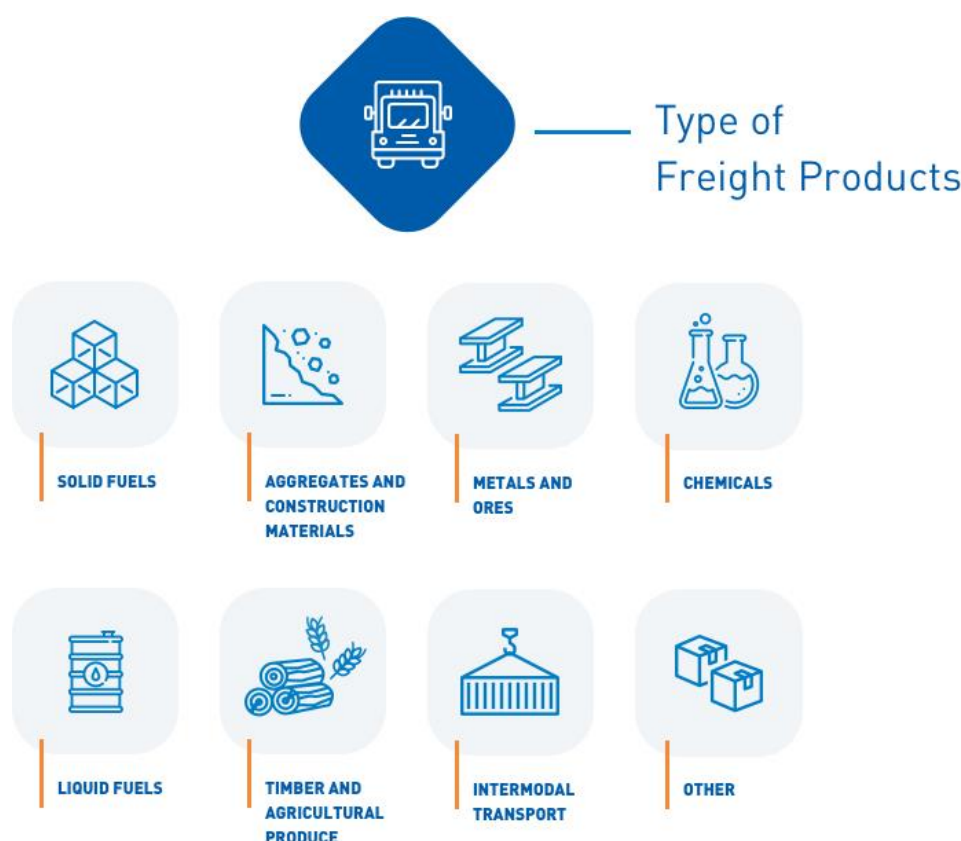 Type of
Freight Products
SOLID FUELS
AGGREGATES AND
CONSTRUCTION
MATERIALS
METALS AND
ORES
CHEMICALS
LIQUID FUELS
TIMBER AND
AGRICULTURAL
PRODUCE
INTERMODAL
TRANSPORT
OTHER